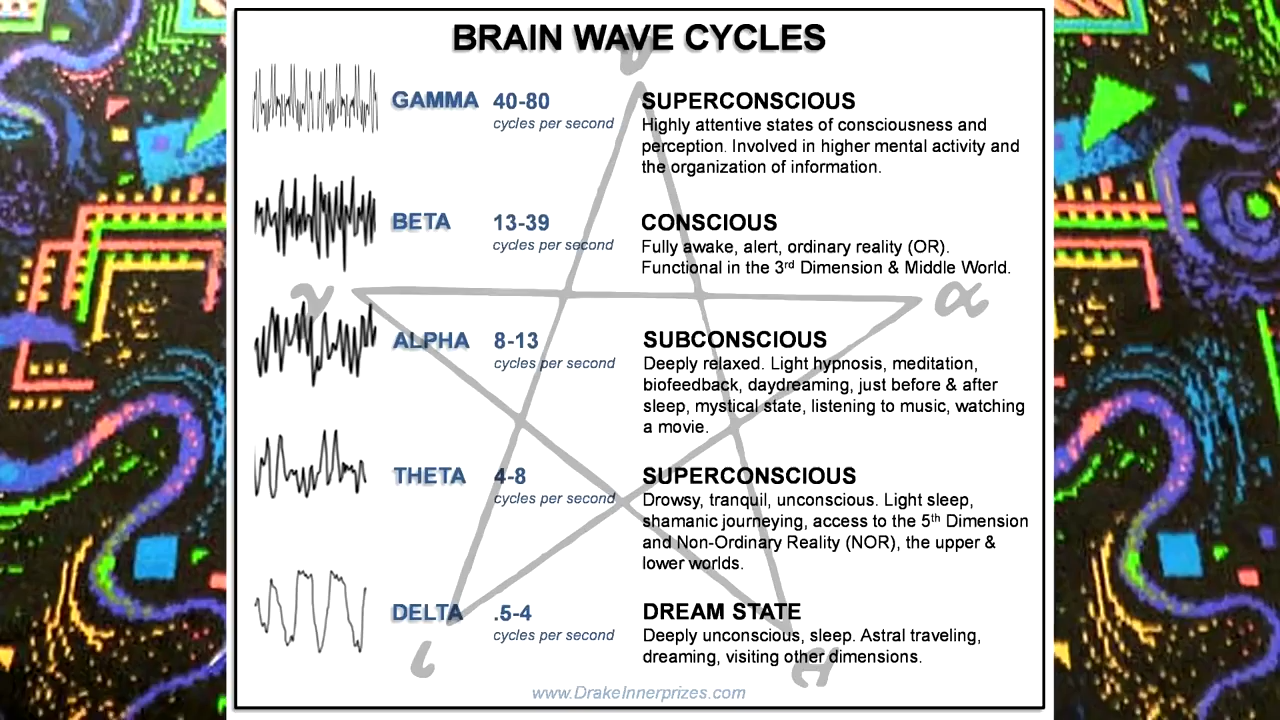 BRAIN WAVE CYCLES
GAMMA 40-80 SUPERCONSCIOUS
cycles per second Highly attentive states of consciousness and
perception. Involved in higher mental activity and
the organization of information.
BETA 13-39 CONSCIOUS
cycles per second Fully awake, alert, ordinary reality (OR).
Functional in the 3rd Dimension & Middle World.
ALPHA 8-13 SUBCONSCIOUS
cycles per second Deeply relaxed. Light hypnosis, meditation,
biofeedback, daydreaming, just before & after
sleep, mystical state, listening to music, watching
a movie.
THETA 4-8 SUPERCONSCIOUS
cycles per second Drowsy, tranquil, unconscious. Light sleep,
shamanic journeying, access to the 5th Dimension
and Non-Ordinary Reality (NOR), the upper &
lower worlds.
DELTA .5-4 DREAM STATE
cycles per second Deeply unconscious, sleep. Astral traveling,
dreaming, visiting other dimensions.
www.DrakeInnerprizes.com